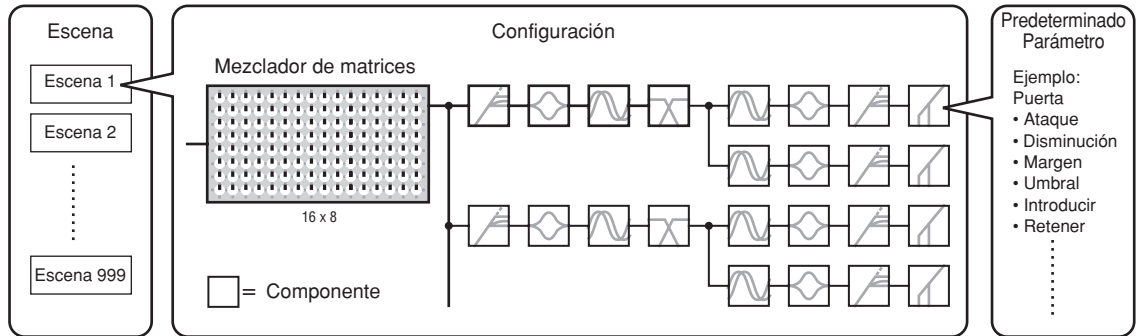 Escena
Escena 1
Escena 2
Escena 999
Configuración
Mezclador de matrices
16 x 8
= Componente
Predeterminado
Parámetro
Ejemplo:
Puerta
• Ataque
• Disminución
• Margen
• Umbral
• Introducir
• Retener